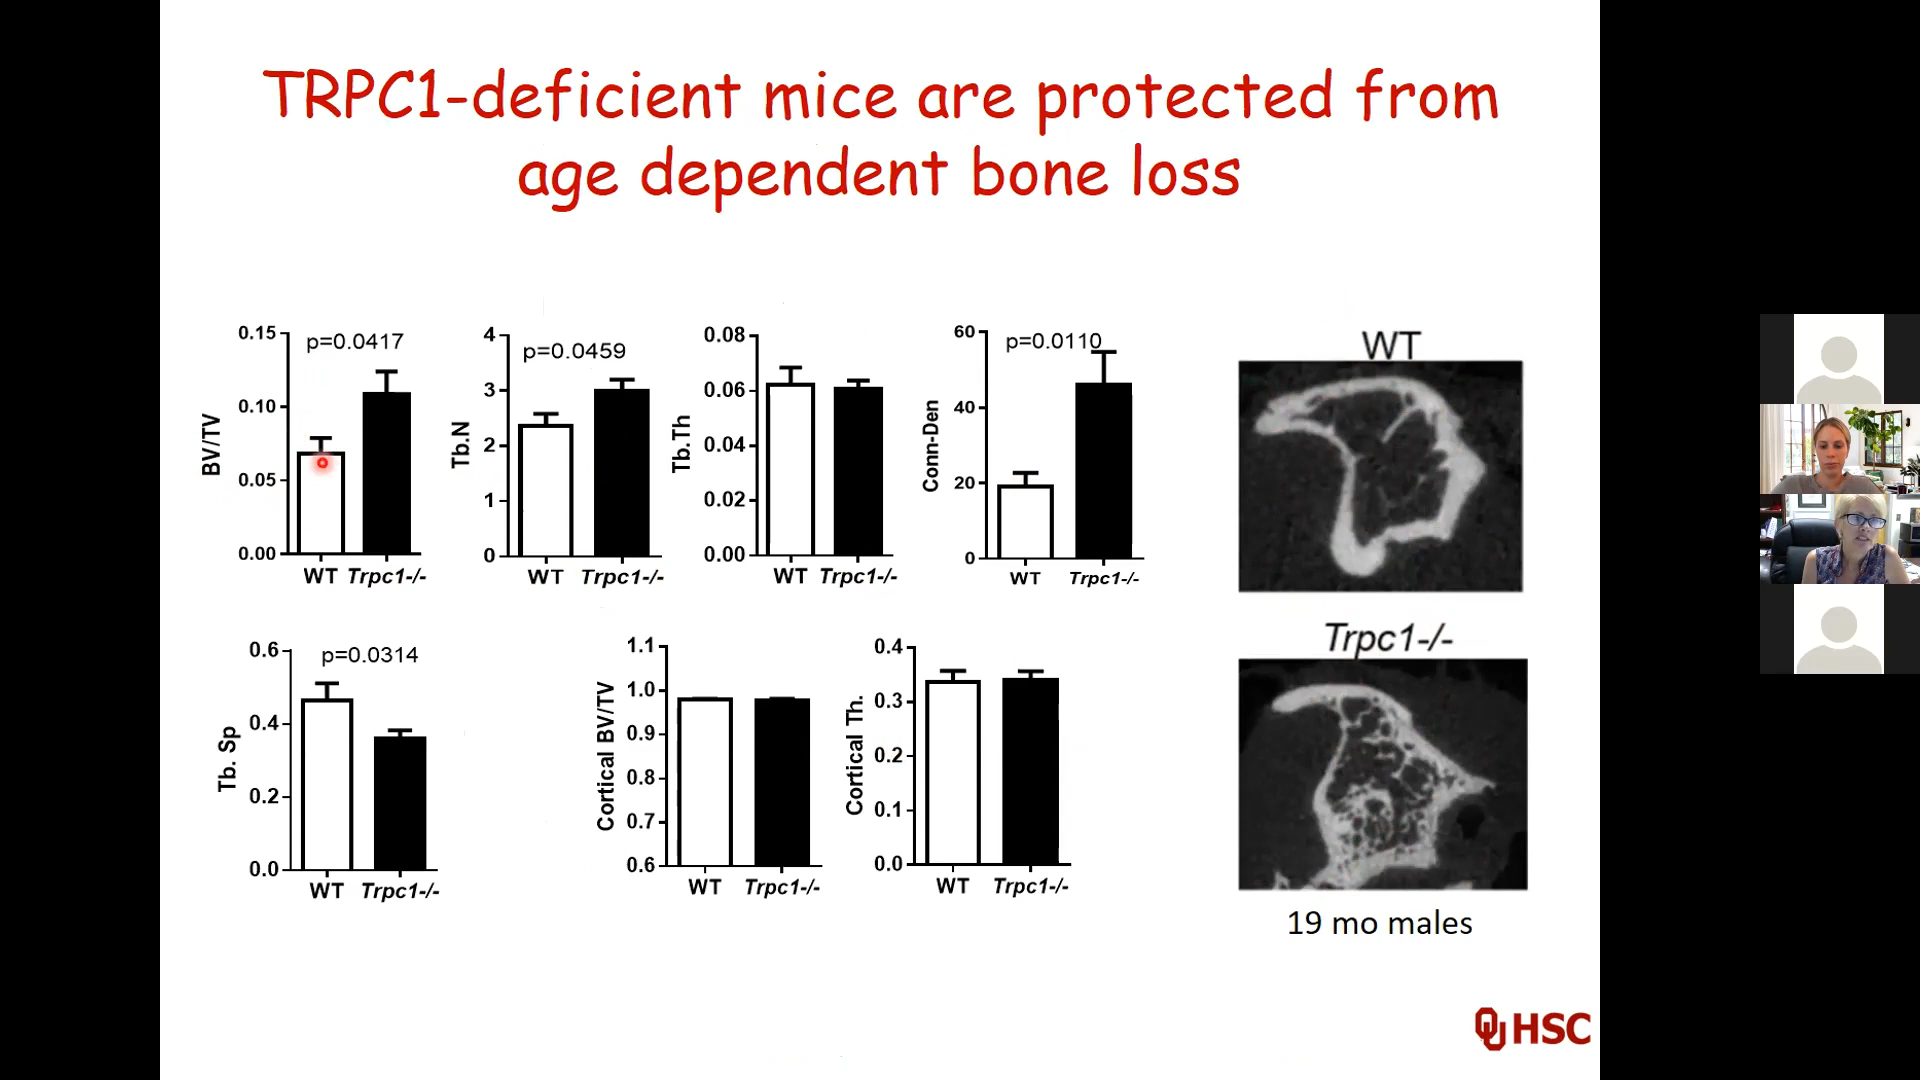 TRPC1-deficient mice are protected from
age dependent bone loss
BV/TV
0.15
0.10
0.05
0.00
p=0.0417
WT Trpc1-/-
Tb.N
4
3
2
1
0
p=0.0459
WT Trpc1-/-
Tb.Th
0.08
0.06
0.04
0.02
0.00
WT Trpc1-/-
Conn-Den
60
40
20
0
p=0.0110
WT Trpc1-/-
WT
Tb. Sp
0.6
0.4
0.2
0.0
p=0.0314
WT Trpc1-/-
Cortical BV/TV
1.1
1.0
0.9
0.8
0.7
0.6
WT Trpc1-/-
Cortical Th.
0.4
0.3
0.2
0.1
0.0
WT Trpc1-/-
Trpc1-/-
19 mo males
OU HSC